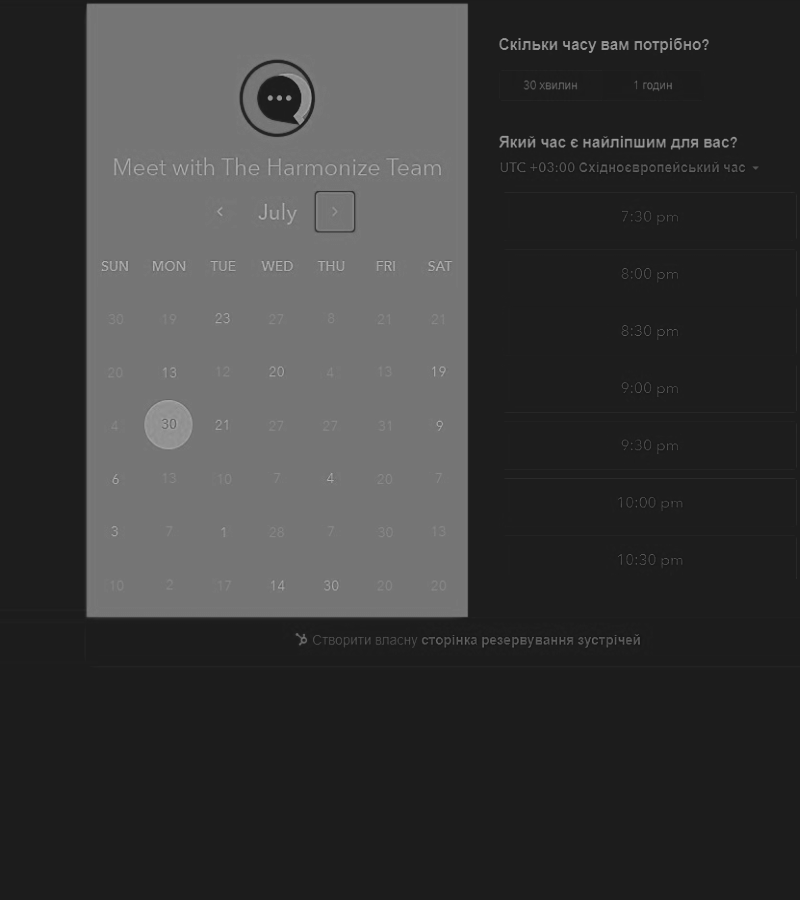 Meet with The Harmonize Team
July
SUN MON TUE WED THU FRI SAT
30 19 23 27 8 21 21
20 13 12 20 4 13 19
4 30 21 27 27 31 9
6 13 10 7 4 20 7
3 7 1 28 7 30 13
10 2 17 14 30 20 20
Скільки часу вам потрібно?
30 хвилин 1 годин
Який час є найліпшим для вас?
UTC +03:00 Східноєвропейський час
7:30 pm
8:00 pm
8:30 pm
9:00 pm
9:30 pm
10:00 pm
10:30 pm
Створити власну сторінка резервування зустрічей